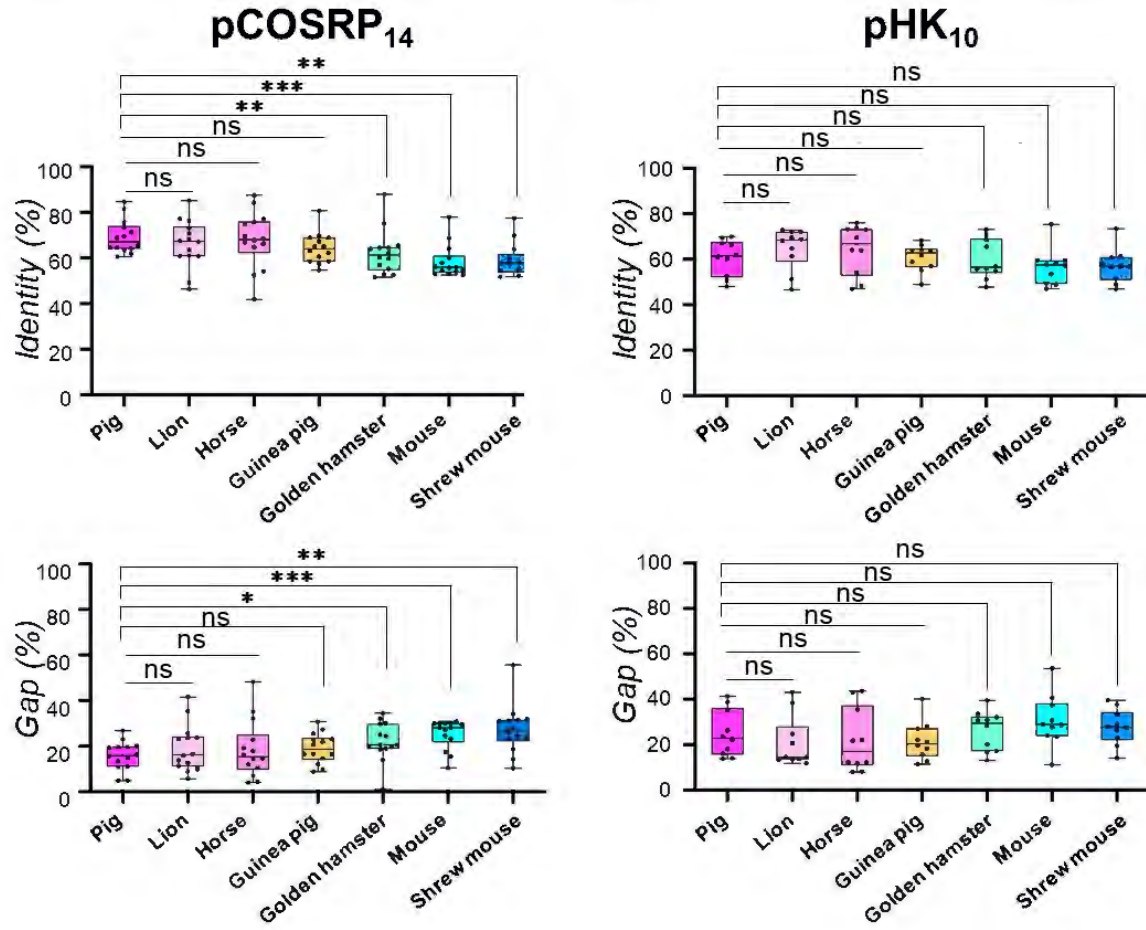 pCOSRP₁₄
**
***
**
ns
ns
ns
Identity (%)
100
80
60
40
20
0
Pig
Lion
Horse
Guinea pig
Golden hamster
Mouse
Shrew mouse
pHK₁₀
ns
ns
ns
ns
ns
ns
Identity (%)
100
80
60
40
20
0
Pig
Lion
Horse
Guinea pig
Golden hamster
Mouse
Shrew mouse
**
***
*
ns
ns
ns
Gap (%)
100
80
60
40
20
0
Pig
Lion
Horse
Guinea pig
Golden hamster
Mouse
Shrew mouse
ns
ns
ns
ns
ns
ns
Gap (%)
100
80
60
40
20
0
Pig
Lion
Horse
Guinea pig
Golden hamster
Mouse
Shrew mouse